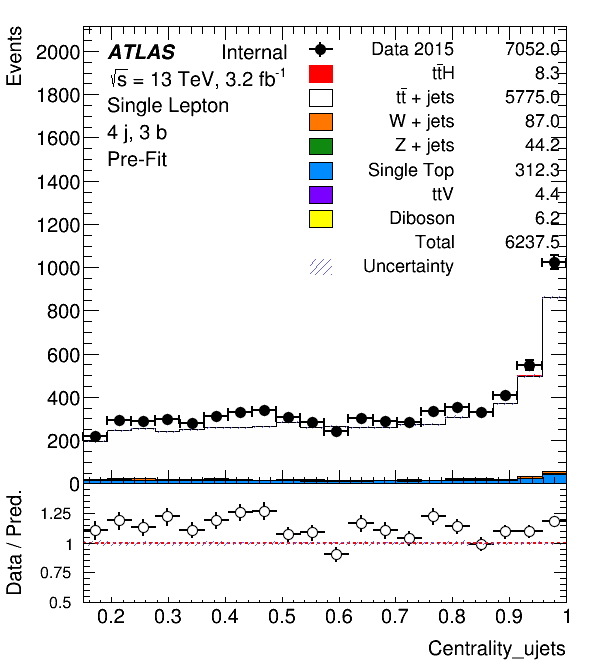 Events
2000
1800
1600
1400
1200
1000
800
600
400
200
0
ATLAS Internal
√s = 13 TeV, 3.2 fb⁻¹
Single Lepton
4 j, 3 b
Pre-Fit
Data 2015 7052.0
tt̄H 8.3
tt̄ + jets 5775.0
W + jets 87.0
Z + jets 44.2
Single Top 312.3
ttV 4.4
Diboson 6.2
Total 6237.5
Uncertainty
Data / Pred.
1.25
1
0.75
0.5
0.2 0.3 0.4 0.5 0.6 0.7 0.8 0.9 1
Centrality_ujets